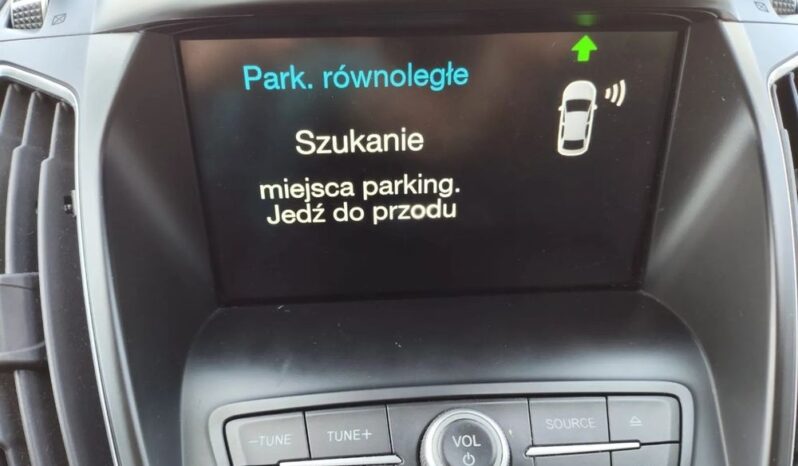 Park. równoległe
Szukanie
miejsca parking.
Jedź do przodu
-TUNE
TUNE+
VOL
SOURCE